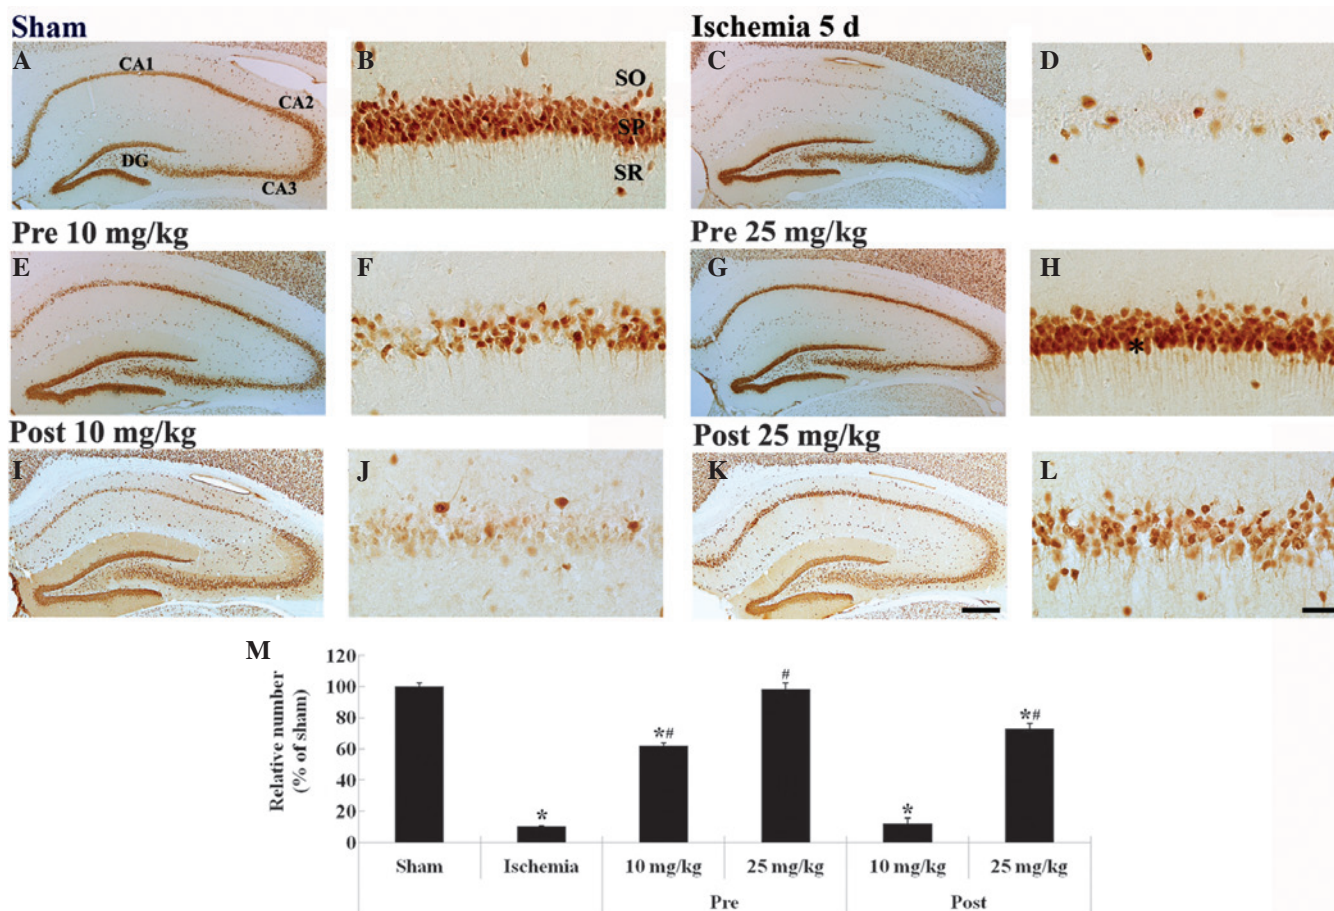 Sham
Ischemia 5 d
A
CA1
CA2
DG
CA3
B
SO
SP
SR
C
D
Pre 10 mg/kg
Pre 25 mg/kg
E
F
G
H
*
Post 10 mg/kg
Post 25 mg/kg
I
J
K
L
M
Relative number
(% of sham)
120
100
80
60
40
20
0
*
*#
#
*
*#
Sham
Ischemia
10 mg/kg
25 mg/kg
10 mg/kg
25 mg/kg
Pre
Post